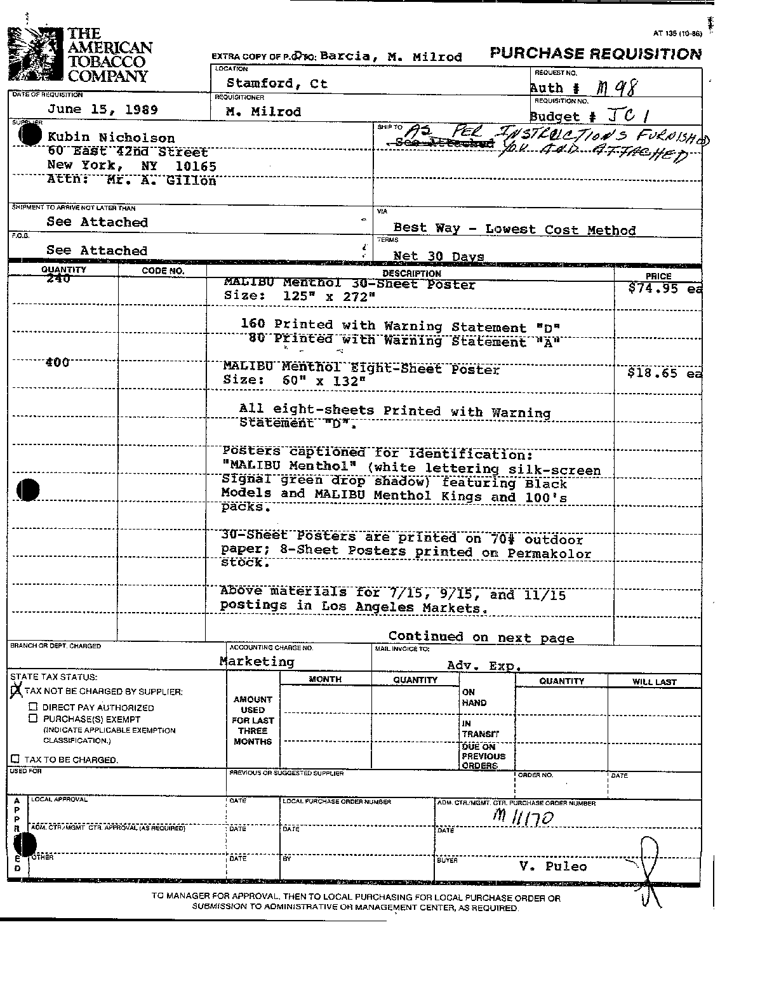 THE
AMERICAN
TOBACCO
COMPANY
AT 135 (10-86)
EXTRA COPY OF P.O. TO: Barcia, M. Milrod
PURCHASE REQUISITION
LOCATION
Stamford, Ct
REQUEST NO.
Auth # M 98
DATE OF REQUISITION
June 15, 1989
REQUISITIONER
M. Milrod
REQUISITION NO.
Budget # JC 1
SUPPLIER
Kubin Nicholson
60 East 42nd Street
New York, NY 10165
Attn: Mr. A. Gillon
SHIP TO
AS PER INSTRUCTIONS FURNISHED
See Attached
YOU AND ATTACHED
SHIPMENT TO ARRIVE NOT LATER THAN
See Attached
VIA
Best Way - Lowest Cost Method
F.O.B.
See Attached
TERMS
Net 30 Days
QUANTITY CODE NO. DESCRIPTION PRICE
240 MALIBU Menthol 30-Sheet Poster $74.95 ea
Size: 125" x 272"
160 Printed with Warning Statement "D"
80 Printed with Warning Statement "A"
400 MALIBU Menthol Eight-Sheet Poster $18.65 ea
Size: 60" x 132"
All eight-sheets Printed with Warning
Statement "D".
Posters captioned for identification:
"MALIBU Menthol" (white lettering silk-screen
Signal green drop shadow) featuring Black
Models and MALIBU Menthol Kings and 100's
packs.
30-Sheet Posters are printed on 70# outdoor
paper; 8-Sheet Posters printed on Permakolor
stock.
Above materials for 7/15, 9/15, and 11/15
postings in Los Angeles Markets.
Continued on next page
BRANCH OR DEPT. CHARGED
ACCOUNTING CHARGE NO.
Marketing
MAIL INVOICE TO:
Adv. Exp.
STATE TAX STATUS:
X TAX NOT BE CHARGED BY SUPPLIER:
☐ DIRECT PAY AUTHORIZED
☐ PURCHASE(S) EXEMPT
(INDICATE APPLICABLE EXEMPTION
CLASSIFICATION.)
☐ TAX TO BE CHARGED.
AMOUNT
USED
FOR LAST
THREE
MONTHS
MONTH QUANTITY
ON
HAND
IN
TRANSIT
DUE ON
PREVIOUS
ORDERS
QUANTITY WILL LAST
USED FOR
PREVIOUS OR SUGGESTED SUPPLIER
ORDER NO.
DATE
LOCAL APPROVAL
DATE
LOCAL PURCHASE ORDER NUMBER
ADM. CTR./MGMT. CTR. PURCHASE ORDER NUMBER
M 11170
ADM. CTR./MGMT. CTR. APPROVAL (AS REQUIRED)
DATE
DATE
DATE
OTHER
DATE
BY
BUYER
V. Puleo
TO MANAGER FOR APPROVAL, THEN TO LOCAL PURCHASING FOR LOCAL PURCHASE ORDER OR
SUBMISSION TO ADMINISTRATIVE OR MANAGEMENT CENTER, AS REQUIRED.